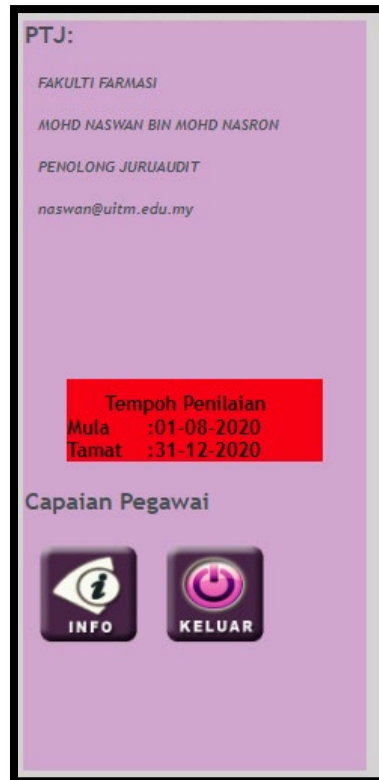 PTJ:
FAKULTI FARMASI
MOHD NASWAN BIN MOHD NASRON
PENOLONG JURUAUDIT
naswan@uitm.edu.my
Tempoh Penilaian
Mula :01-08-2020
Tamat :31-12-2020
Capaian Pegawai
i
INFO
KELUAR